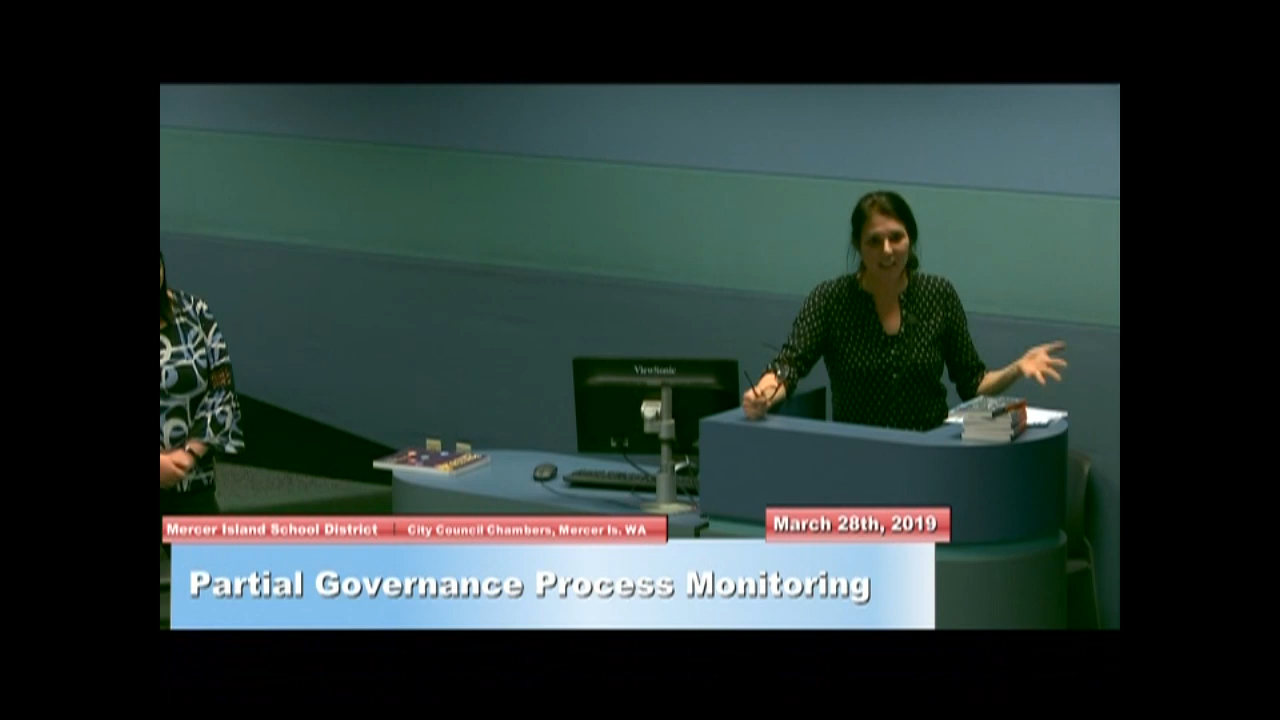 ViewSonic
Mercer Island School District | City Council Chambers, Mercer Is. WA
March 28th, 2019
Partial Governance Process Monitoring